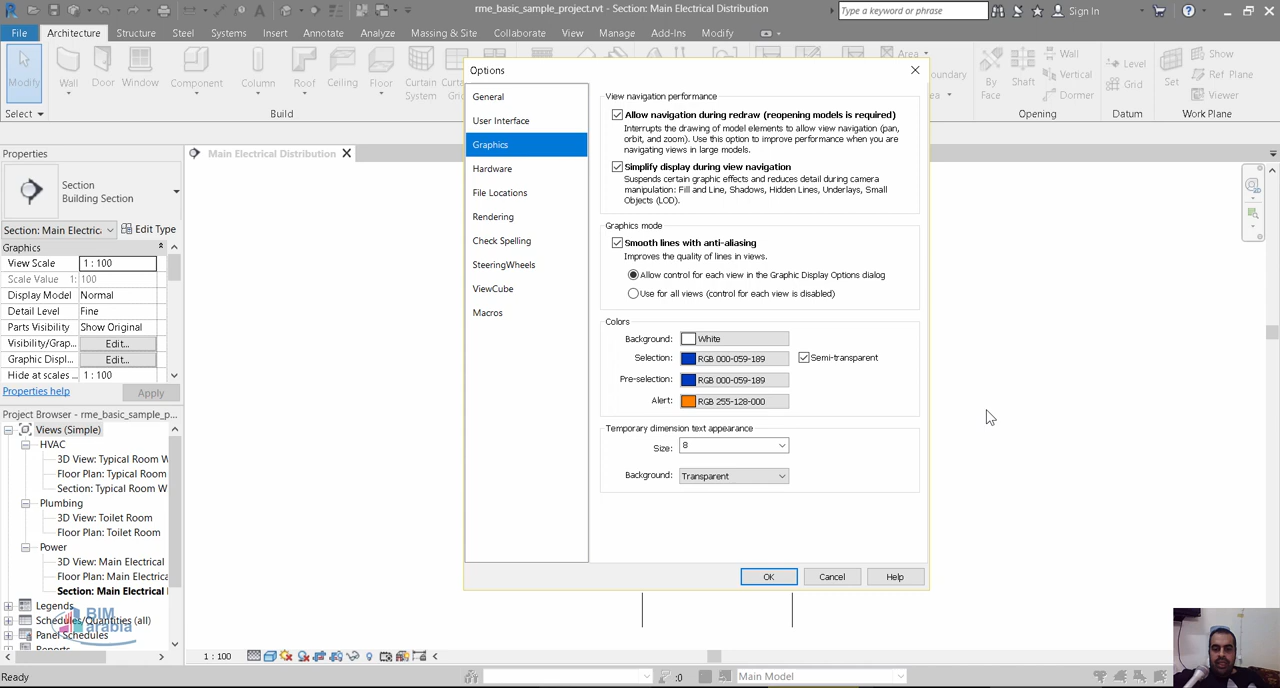 rme_basic_sample_project.rvt - Section: Main Electrical Distribution
Type a keyword or phrase
Sign In
File Architecture Structure Steel Systems Insert Annotate Analyze Massing & Site Collaborate View Manage Add-Ins Modify
Modify
Wall
Door
Window
Component
Column
Roof
Ceiling
Floor
Curtain
System
Area
By
Face
Shaft
Wall
Vertical
Dormer
Level
Grid
Set
Show
Ref Plane
Viewer
Select
Build
Opening
Datum
Work Plane
Properties
Main Electrical Distribution
Section
Building Section
Section: Main Electric
Edit Type
Graphics
View Scale 1 : 100
Scale Value 1: 100
Display Model Normal
Detail Level Fine
Parts Visibility Show Original
Visibility/Grap... Edit...
Graphic Displ... Edit...
Hide at scales ... 1 : 100
Properties help
Apply
Project Browser - rme_basic_sample_p...
Views (Simple)
HVAC
3D View: Typical Room W
Floor Plan: Typical Room
Section: Typical Room W
Plumbing
3D View: Toilet Room
Floor Plan: Toilet Room
Power
3D View: Main Electrical
Floor Plan: Main Electrica
Section: Main Electrical
Legends
Schedules/Quantities (all)
Panel Schedules
BIM
arabia
Options
General
User Interface
Graphics
Hardware
File Locations
Rendering
Check Spelling
SteeringWheels
ViewCube
Macros
View navigation performance
Allow navigation during redraw (reopening models is required)
Interrupts the drawing of model elements to allow view navigation (pan,
orbit, and zoom). Use this option to improve performance when you are
navigating views in large models.
Simplify display during view navigation
Suspends certain graphic effects and reduces detail during camera
manipulation: Fill and Line, Shadows, Hidden Lines, Underlays, Small
Objects (LOD).
Graphics mode
Smooth lines with anti-aliasing
Improves the quality of lines in views.
Allow control for each view in the Graphic Display Options dialog
Use for all views (control for each view is disabled)
Colors
Background: White
Selection: RGB 000-059-189 Semi-transparent
Pre-selection: RGB 000-059-189
Alert: RGB 255-128-000
Temporary dimension text appearance
Size: 8
Background: Transparent
OK Cancel Help
1 : 100
Ready
:0
Main Model